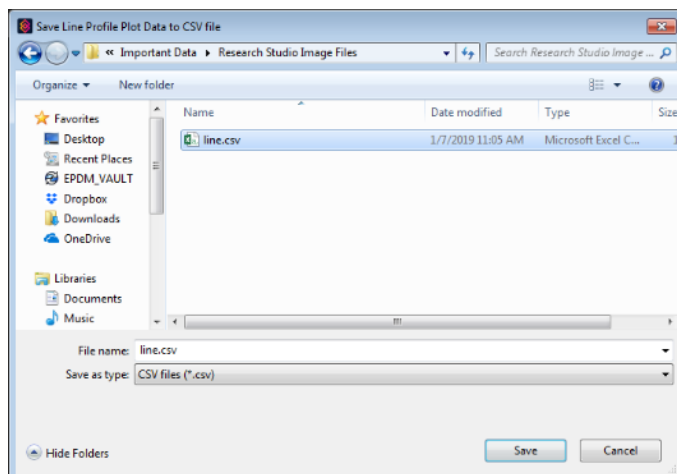 Save Line Profile Plot Data to CSV file
« Important Data ▸ Research Studio Image Files
Search Research Studio Image ...
Organize
New folder
Name
Date modified
Type
Size
Favorites
Desktop
Recent Places
EPDM_VAULT
Dropbox
Downloads
OneDrive
Libraries
Documents
Music
line.csv
1/7/2019 11:05 AM
Microsoft Excel C...
1
File name: line.csv
Save as type: CSV files (*.csv)
Hide Folders
Save
Cancel